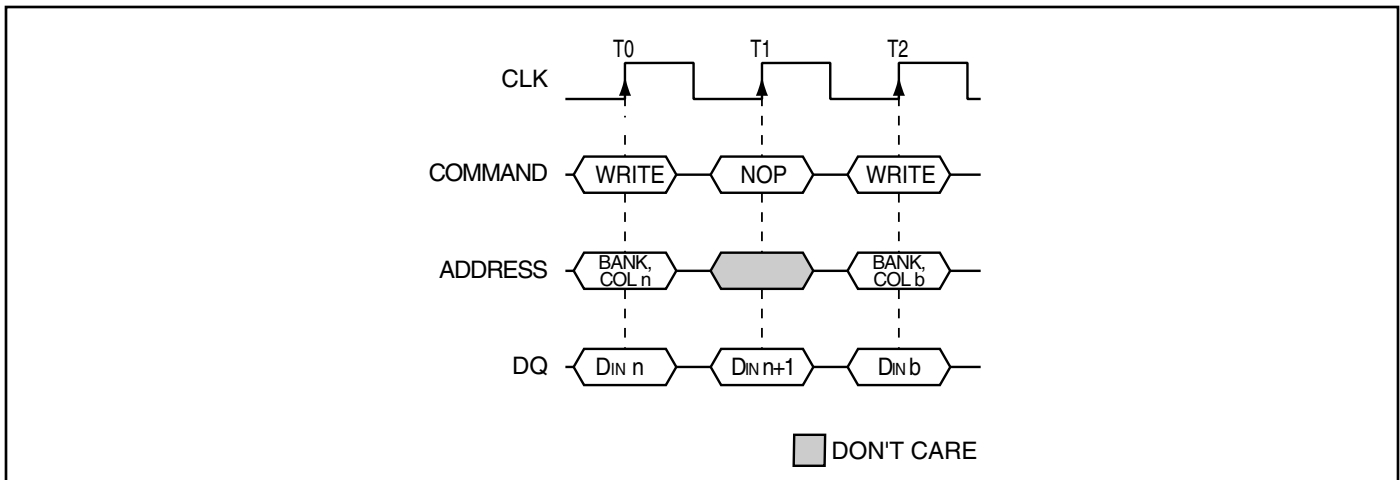 T0 T1 T2
CLK
COMMAND WRITE NOP WRITE
ADDRESS BANK, COL n BANK, COL b
DQ DIN n DIN n+1 DIN b
DON'T CARE